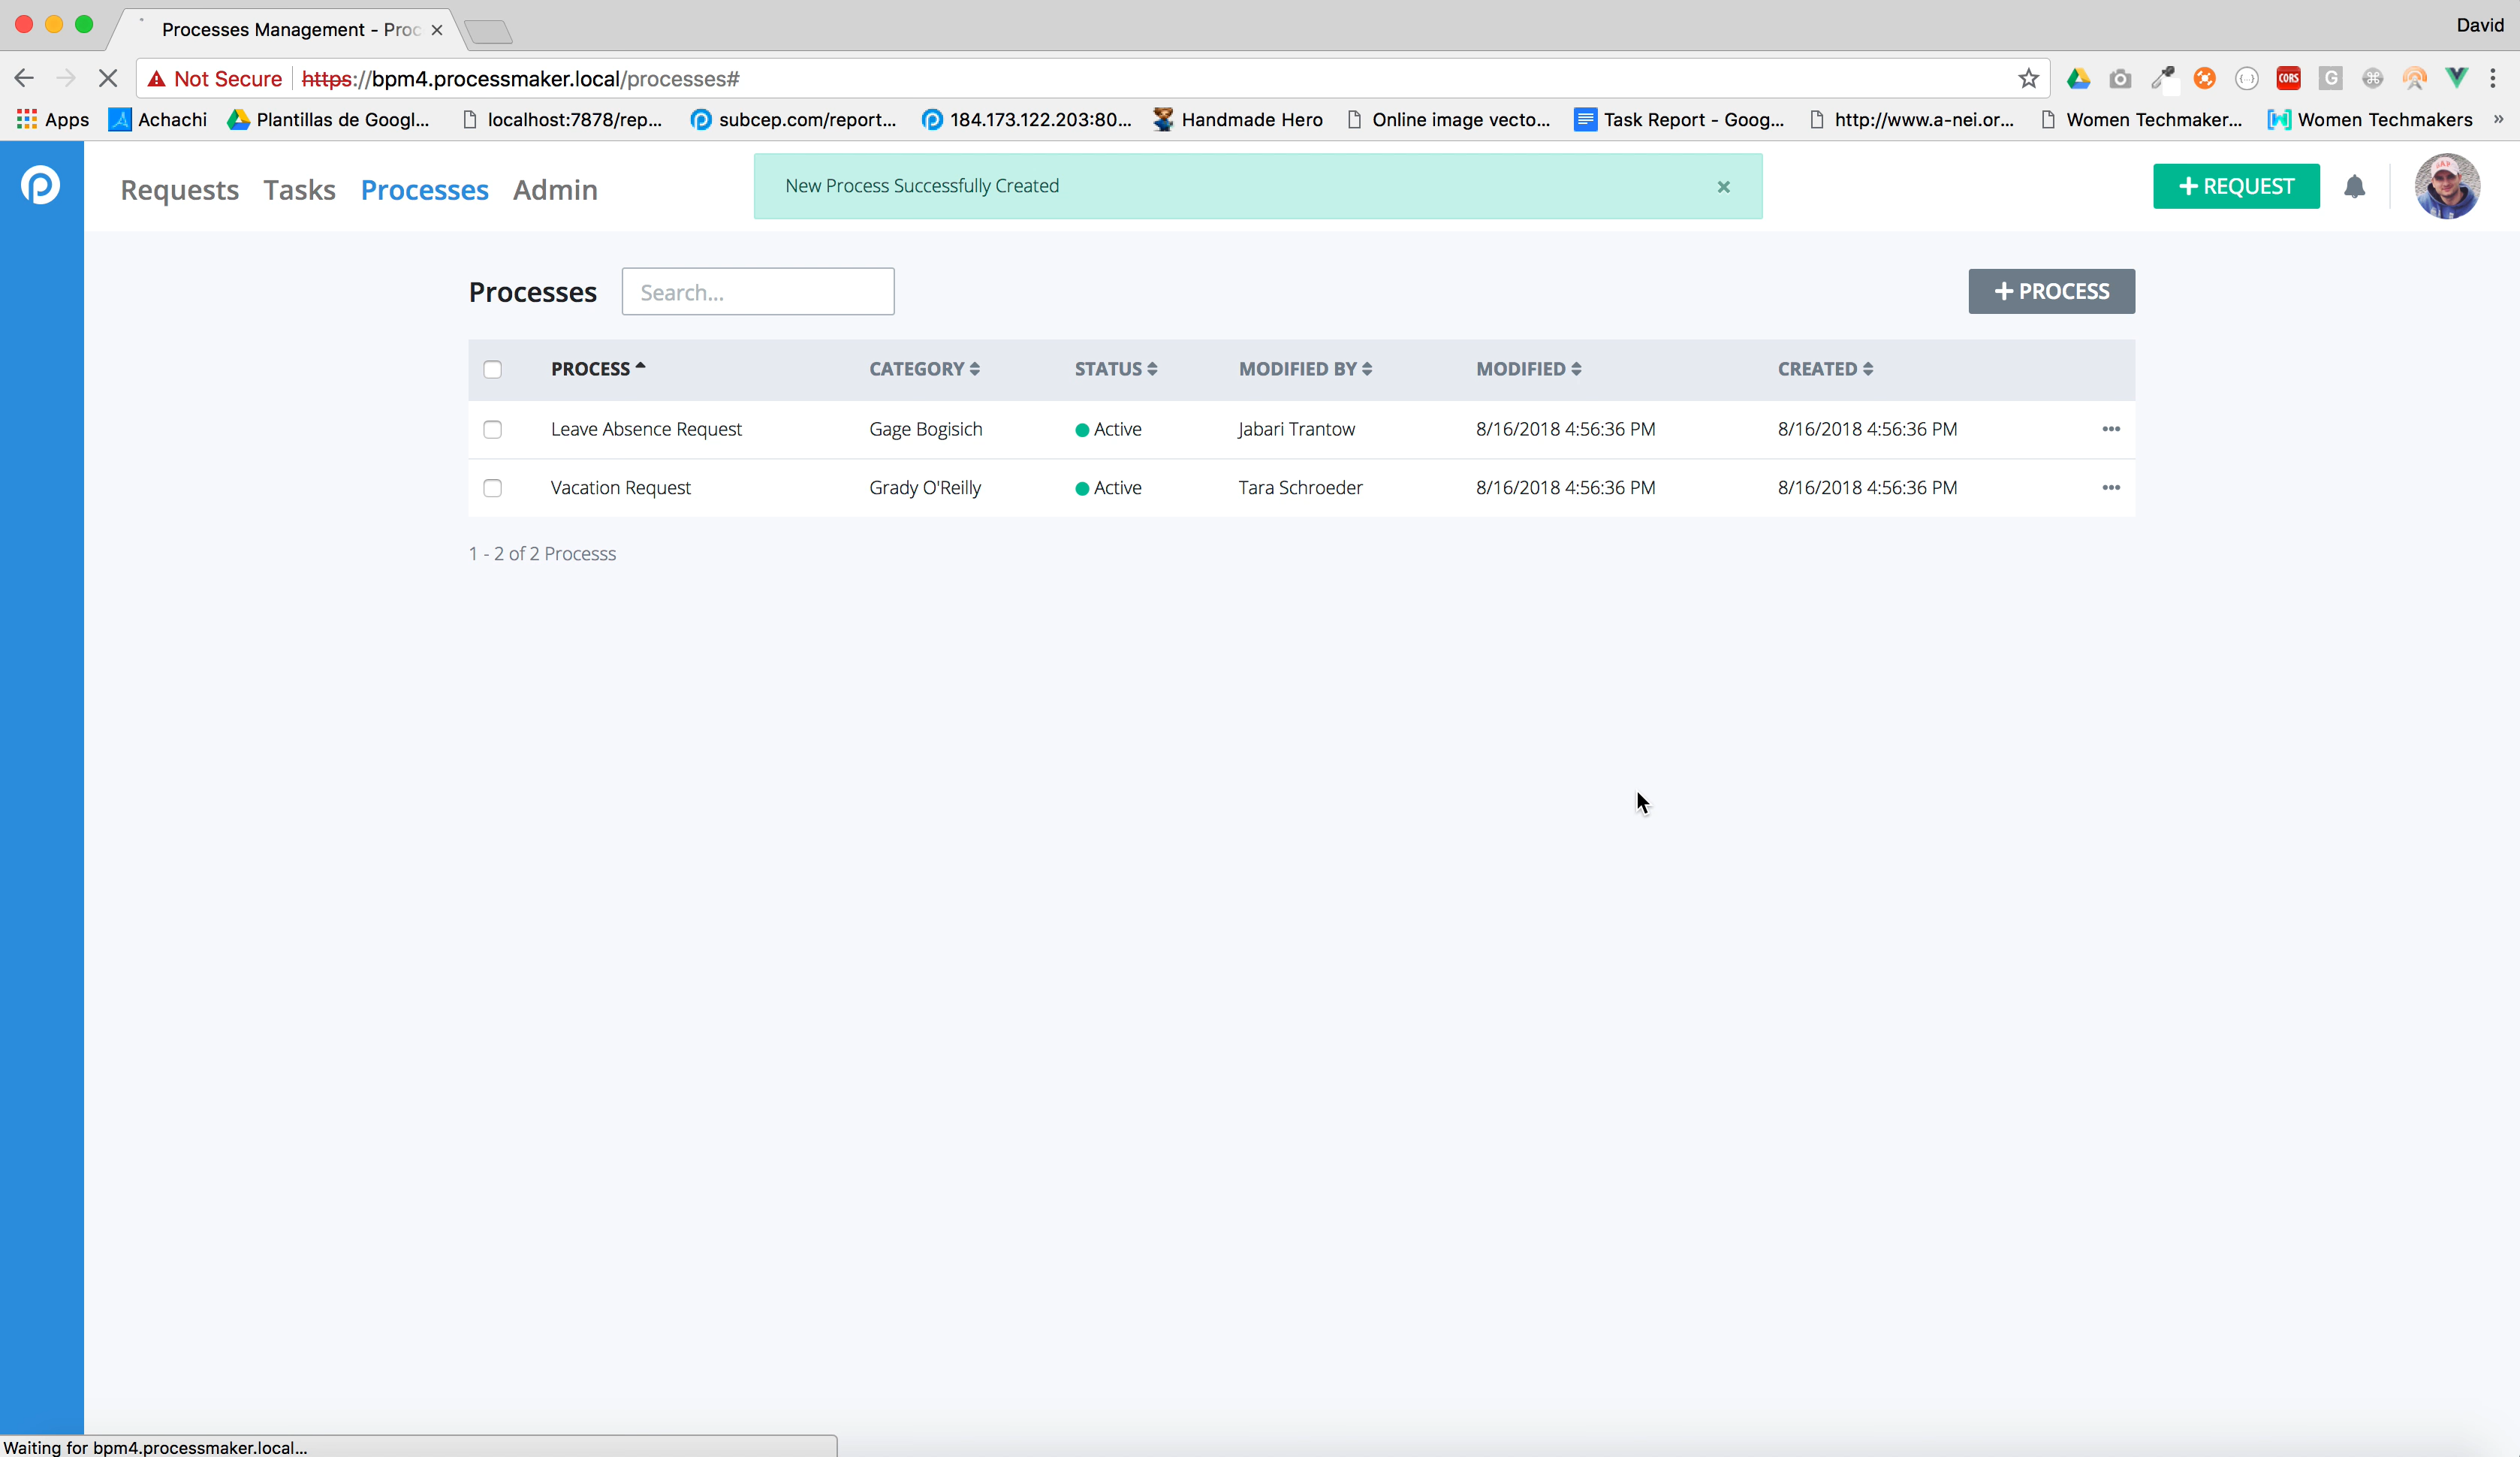 Processes Management - Proc
David
Not Secure https://bpm4.processmaker.local/processes#
CORS
G
Apps Achachi Plantillas de Googl... localhost:7878/rep... subcep.com/report... 184.173.122.203:80... Handmade Hero Online image vecto... Task Report - Goog... http://www.a-nei.or... Women Techmaker... Women Techmakers »
Requests Tasks Processes Admin
New Process Successfully Created ×
+ REQUEST
Processes Search... + PROCESS
PROCESS CATEGORY STATUS MODIFIED BY MODIFIED CREATED
Leave Absence Request Gage Bogisich Active Jabari Trantow 8/16/2018 4:56:36 PM 8/16/2018 4:56:36 PM
Vacation Request Grady O'Reilly Active Tara Schroeder 8/16/2018 4:56:36 PM 8/16/2018 4:56:36 PM
1 - 2 of 2 Processs
Waiting for bpm4.processmaker.local...